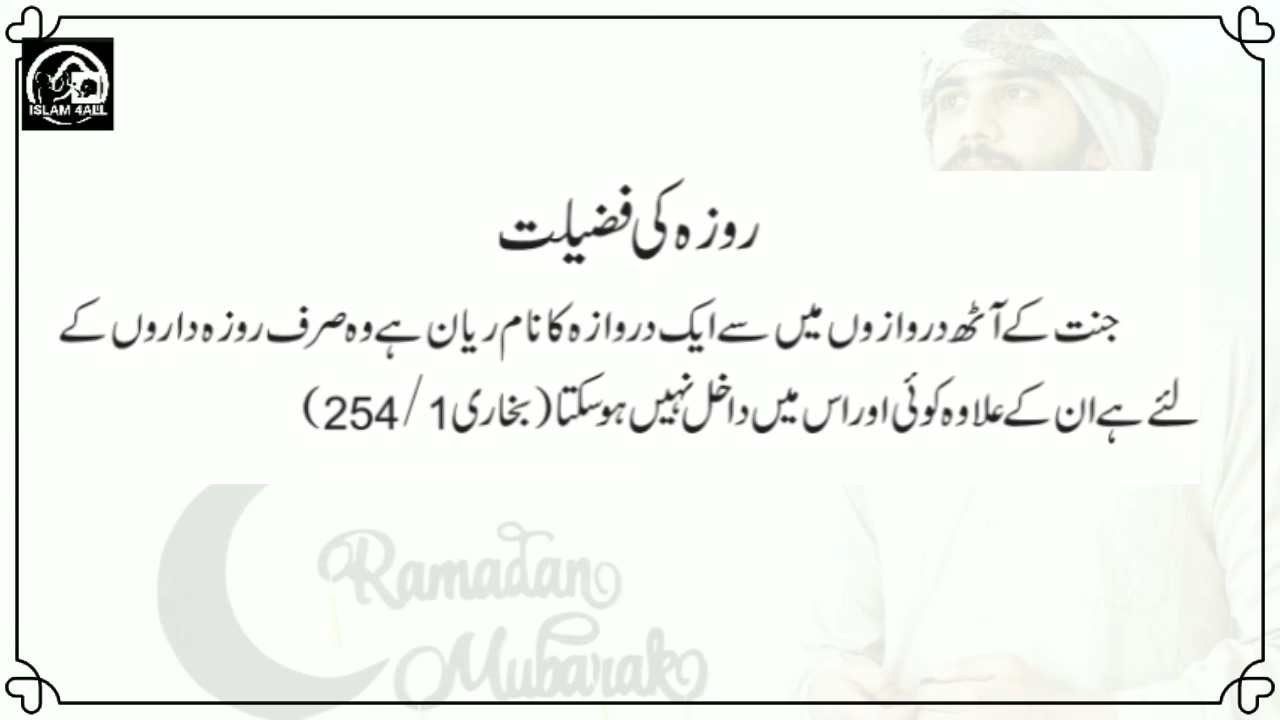 ISLAM 4ALL
روزہ کی فضیلت
جنت کے آٹھ دروازوں میں سے ایک دروازہ کا نام ریان ہے وہ صرف روزہ داروں کے
لئے ہے ان کے علاوہ کوئی اور اس میں داخل نہیں ہوسکتا (بخاری 1 /254)
Ramadan
Mubarak